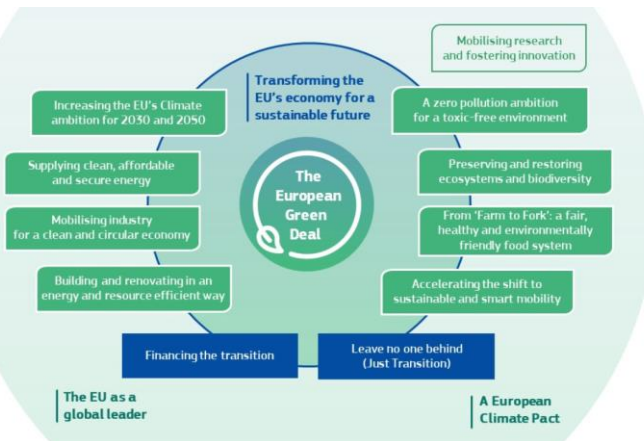 Mobilising research
and fostering innovation
Transforming the
EU's economy for a
sustainable future
Increasing the EU's Climate
ambition for 2030 and 2050
A zero pollution ambition
for a toxic-free environment
Supplying clean, affordable
and secure energy
The
European
Green
Deal
Preserving and restoring
ecosystems and biodiversity
Mobilising industry
for a clean and circular economy
From 'Farm to Fork': a fair,
healthy and environmentally
friendly food system
Building and renovating in an
energy and resource efficient way
Accelerating the shift to
sustainable and smart mobility
Financing the transition
Leave no one behind
(Just Transition)
The EU as a
global leader
A European
Climate Pact